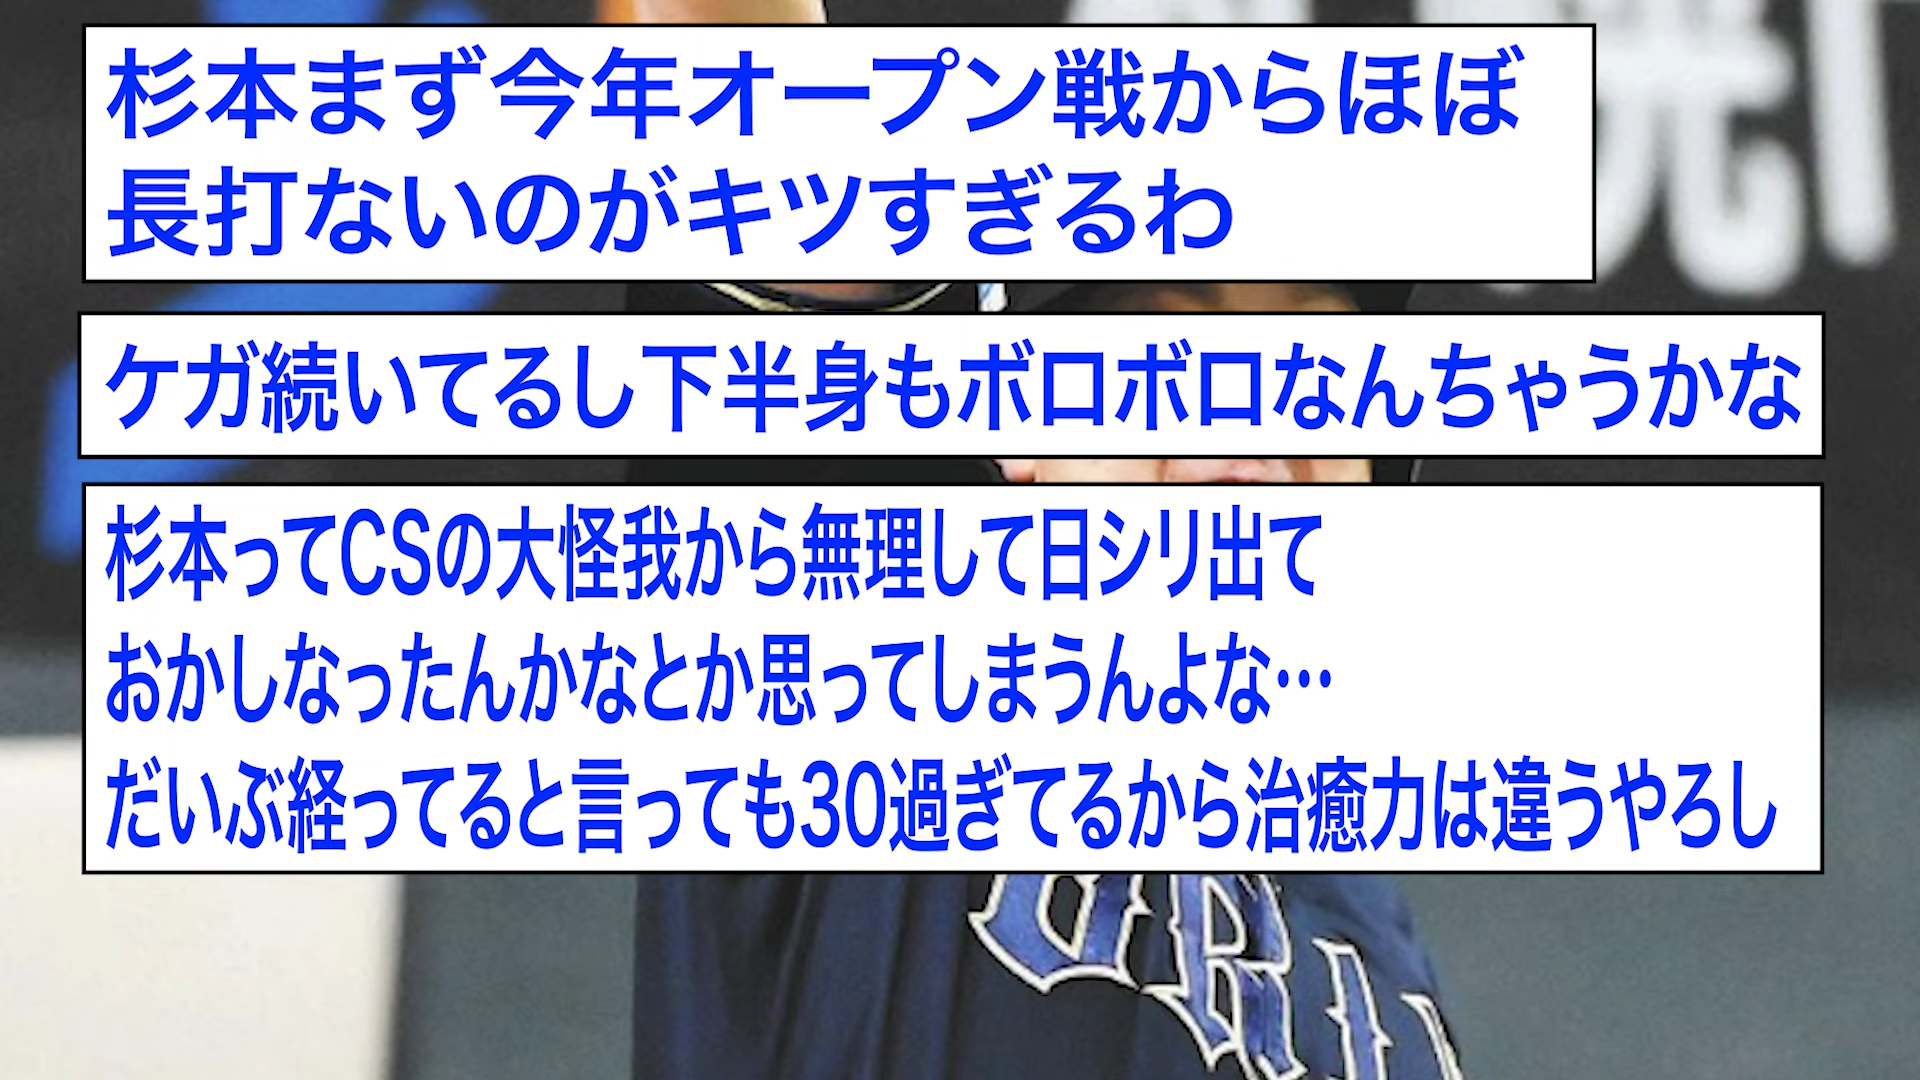 杉本まず今年オープン戦からほぼ
長打ないのがキツすぎるわ
ケガ続いてるし下半身もボロボロなんちゃうかな
杉本ってCSの大怪我から無理して日シリ出て
おかしなったんかなとか思ってしまうんよな…
だいぶ経ってると言っても30過ぎてるから治癒力は違うやろし